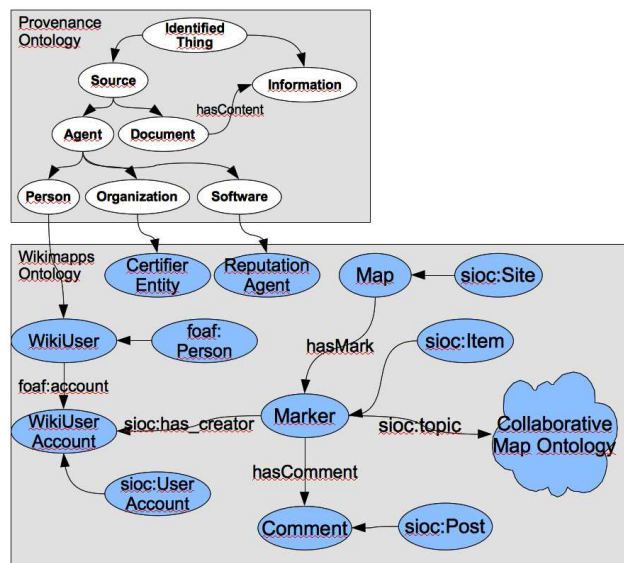 Provenance
Ontology
Identified
Thing
Source
Information
hasContent
Agent
Document
Person
Organization
Software
Wikimapps
Ontology
Certifier
Entity
Reputation
Agent
Map
sioc:Site
WikiUser
foaf:
Person
hasMark
sioc:Item
foaf:account
WikiUser
Account
sioc:has_creator
Marker
sioc:topic
Collaborative
Map Ontology
hasComment
sioc:User
Account
Comment
sioc:Post